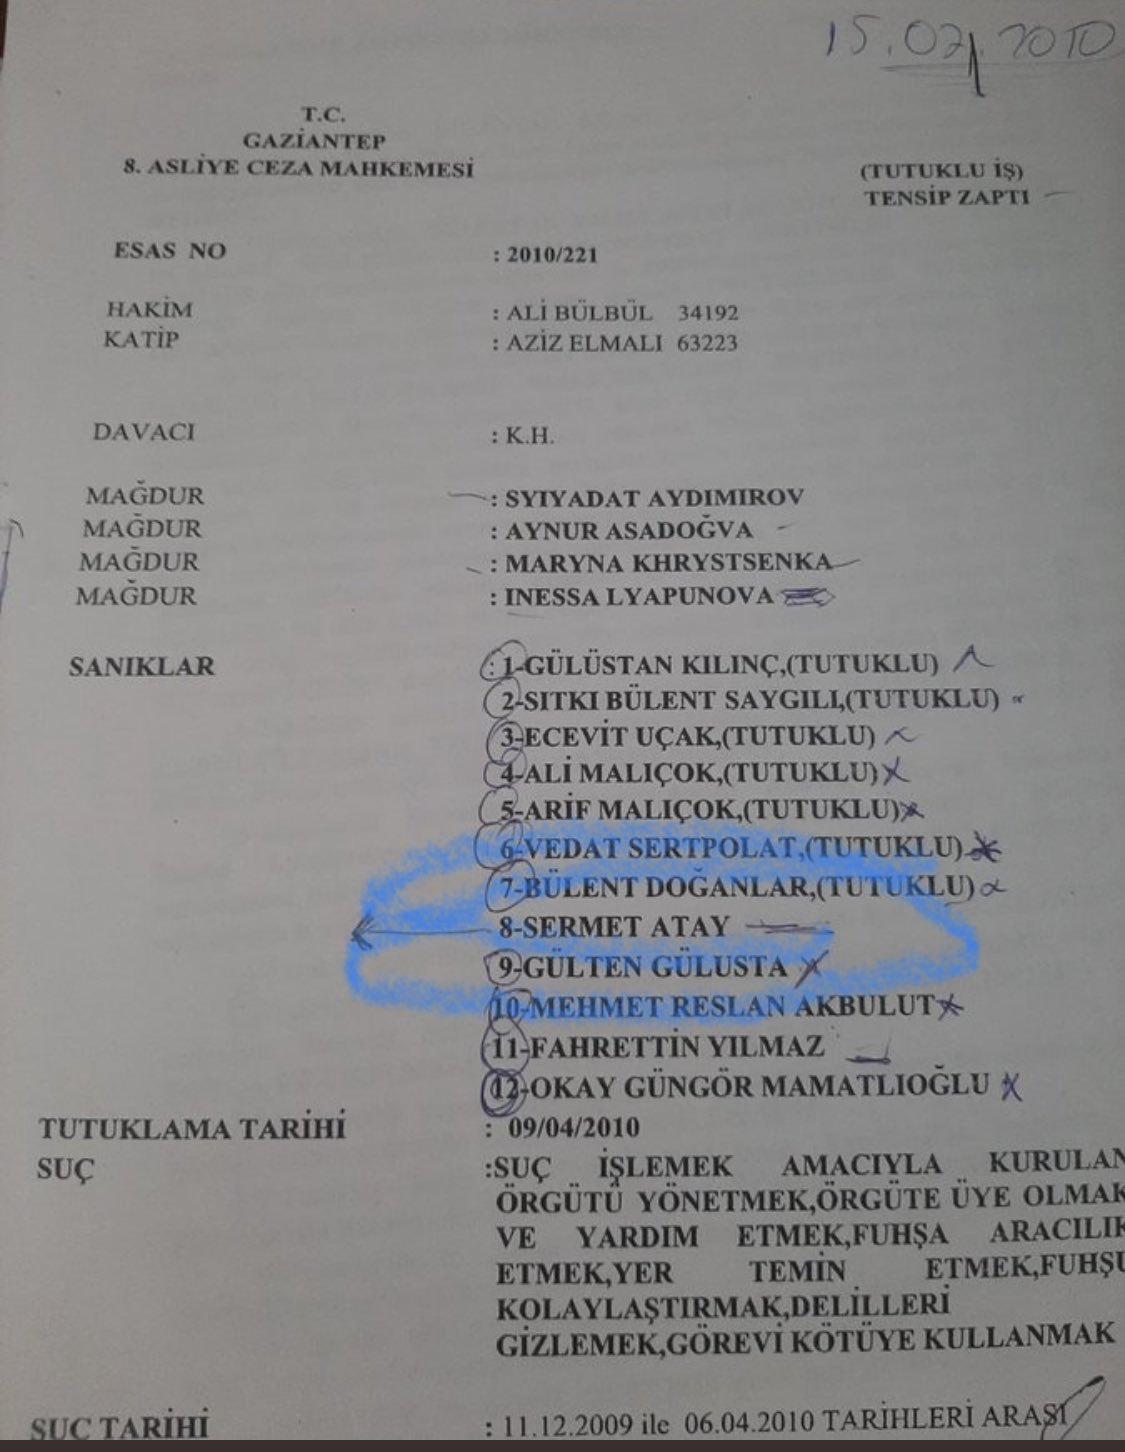 15.07.2010
T.C.
GAZİANTEP
8. ASLİYE CEZA MAHKEMESİ
(TUTUKLU İŞ)
TENSİP ZAPTI
ESAS NO : 2010/221
HAKİM : ALİ BÜLBÜL 34192
KATİP : AZİZ ELMALI 63223
DAVACI : K.H.
MAĞDUR : SYIYADAT AYDIMIROV
MAĞDUR : AYNUR ASADOĞVA
MAĞDUR : MARYNA KHRYSTSENKA
MAĞDUR : INESSA LYAPUNOVA
SANIKLAR : 1-GÜLÜSTAN KILINÇ,(TUTUKLU)
2-SITKI BÜLENT SAYGILI,(TUTUKLU)
3-ECEVİT UÇAK,(TUTUKLU)
4-ALİ MALIÇOK,(TUTUKLU)
5-ARİF MALIÇOK,(TUTUKLU)
6-VEDAT SERTPOLAT,(TUTUKLU)
7-BÜLENT DOĞANLAR,(TUTUKLU)
8-SERMET ATAY
9-GÜLTEN GÜLUSTA
10-MEHMET RESLAN AKBULUT
11-FAHRETTİN YILMAZ
12-OKAY GÜNGÖR MAMATLIOĞLU
TUTUKLAMA TARİHİ : 09/04/2010
SUÇ :SUÇ İŞLEMEK AMACIYLA KURULAN
ÖRGÜTÜ YÖNETMEK,ÖRGÜTE ÜYE OLMAK
VE YARDIM ETMEK,FUHŞA ARACILIK
ETMEK,YER TEMİN ETMEK,FUHŞU
KOLAYLAŞTIRMAK,DELİLLERİ
GİZLEMEK,GÖREVİ KÖTÜYE KULLANMAK
SUÇ TARİHİ : 11.12.2009 ile 06.04.2010 TARİHLERİ ARASI